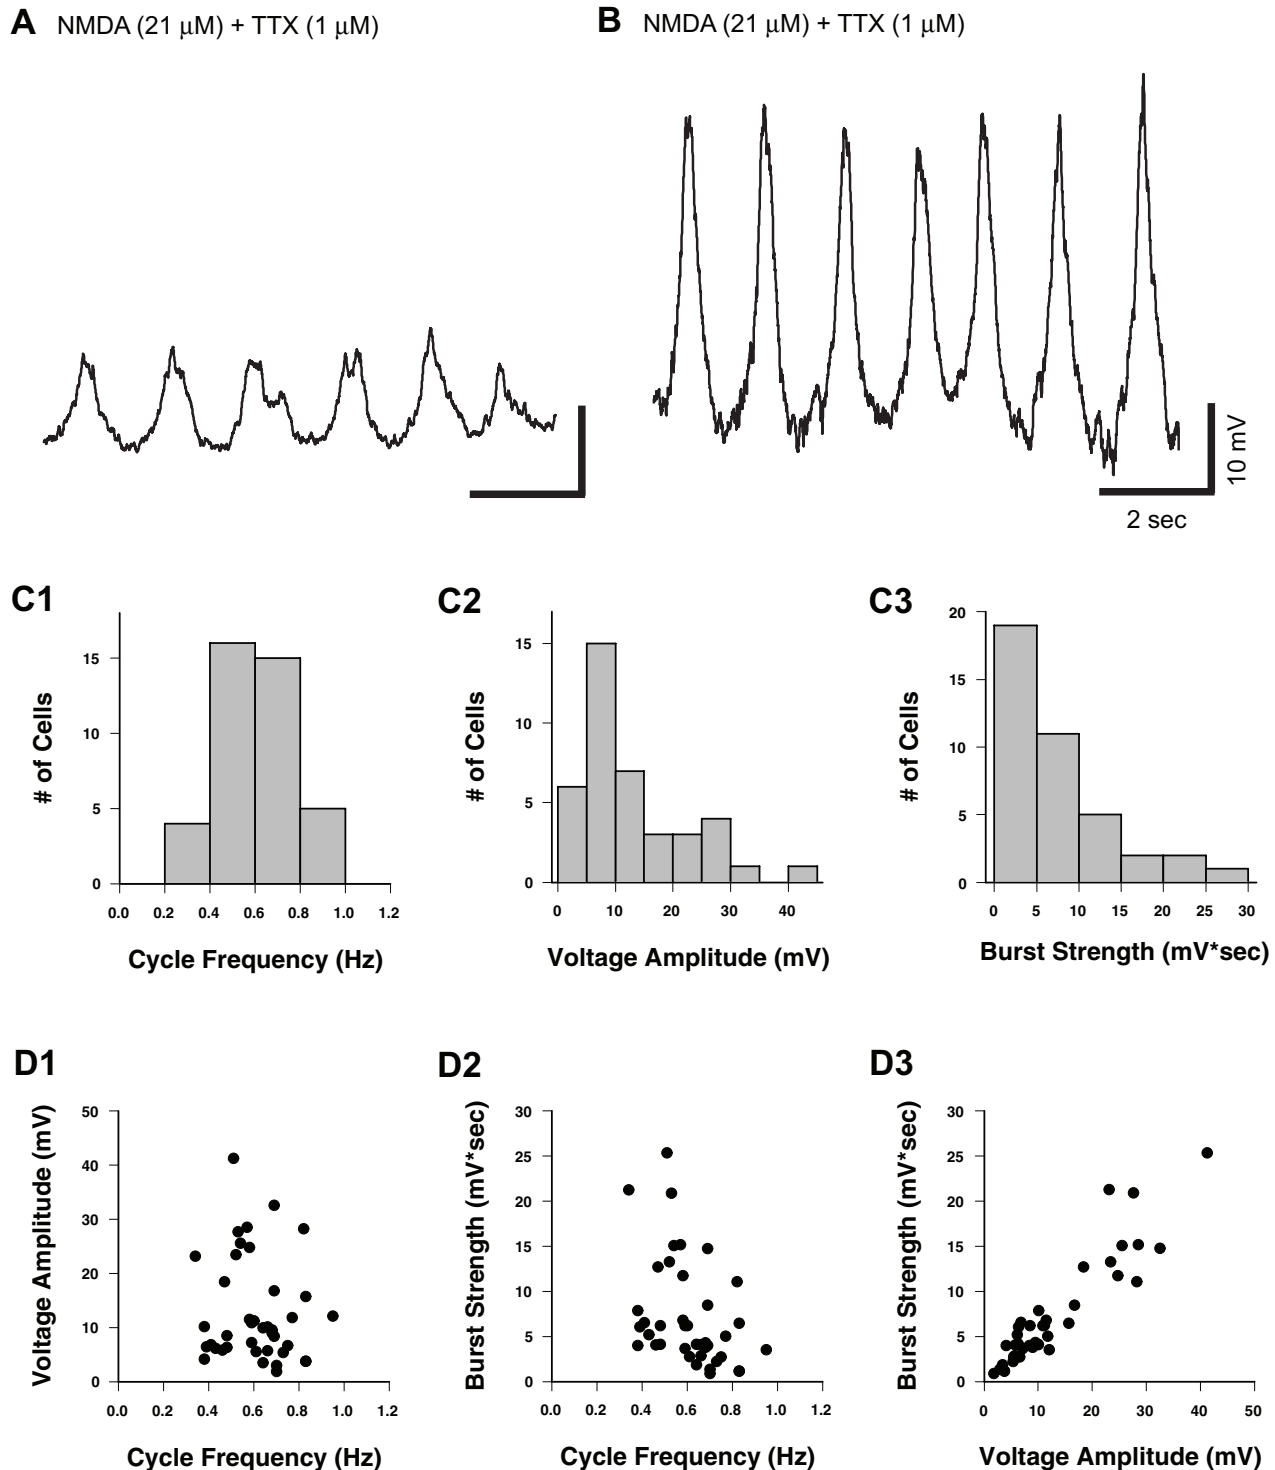 A NMDA (21 μM) + TTX (1 μM)
B NMDA (21 μM) + TTX (1 μM)
10 mV
2 sec
C1
# of Cells
15
10
5
0
0.0 0.2 0.4 0.6 0.8 1.0 1.2
Cycle Frequency (Hz)
C2
# of Cells
15
10
5
0
0 10 20 30 40
Voltage Amplitude (mV)
C3
# of Cells
20
15
10
5
0
0 5 10 15 20 25 30
Burst Strength (mV*sec)
D1
Voltage Amplitude (mV)
50
40
30
20
10
0
0.0 0.2 0.4 0.6 0.8 1.0 1.2
Cycle Frequency (Hz)
D2
Burst Strength (mV*sec)
30
25
20
15
10
5
0
0.0 0.2 0.4 0.6 0.8 1.0 1.2
Cycle Frequency (Hz)
D3
Burst Strength (mV*sec)
30
25
20
15
10
5
0
0 10 20 30 40 50
Voltage Amplitude (mV)